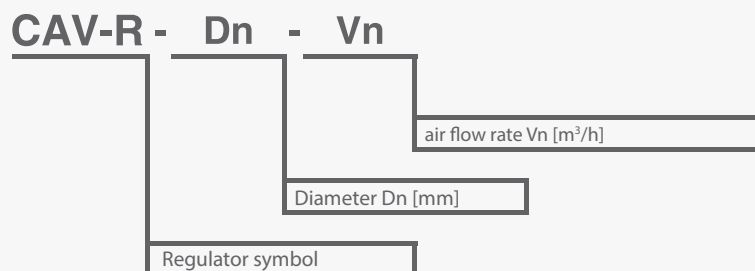 CAV-R - Dn - Vn
air flow rate Vn [m³/h]
Diameter Dn [mm]
Regulator symbol